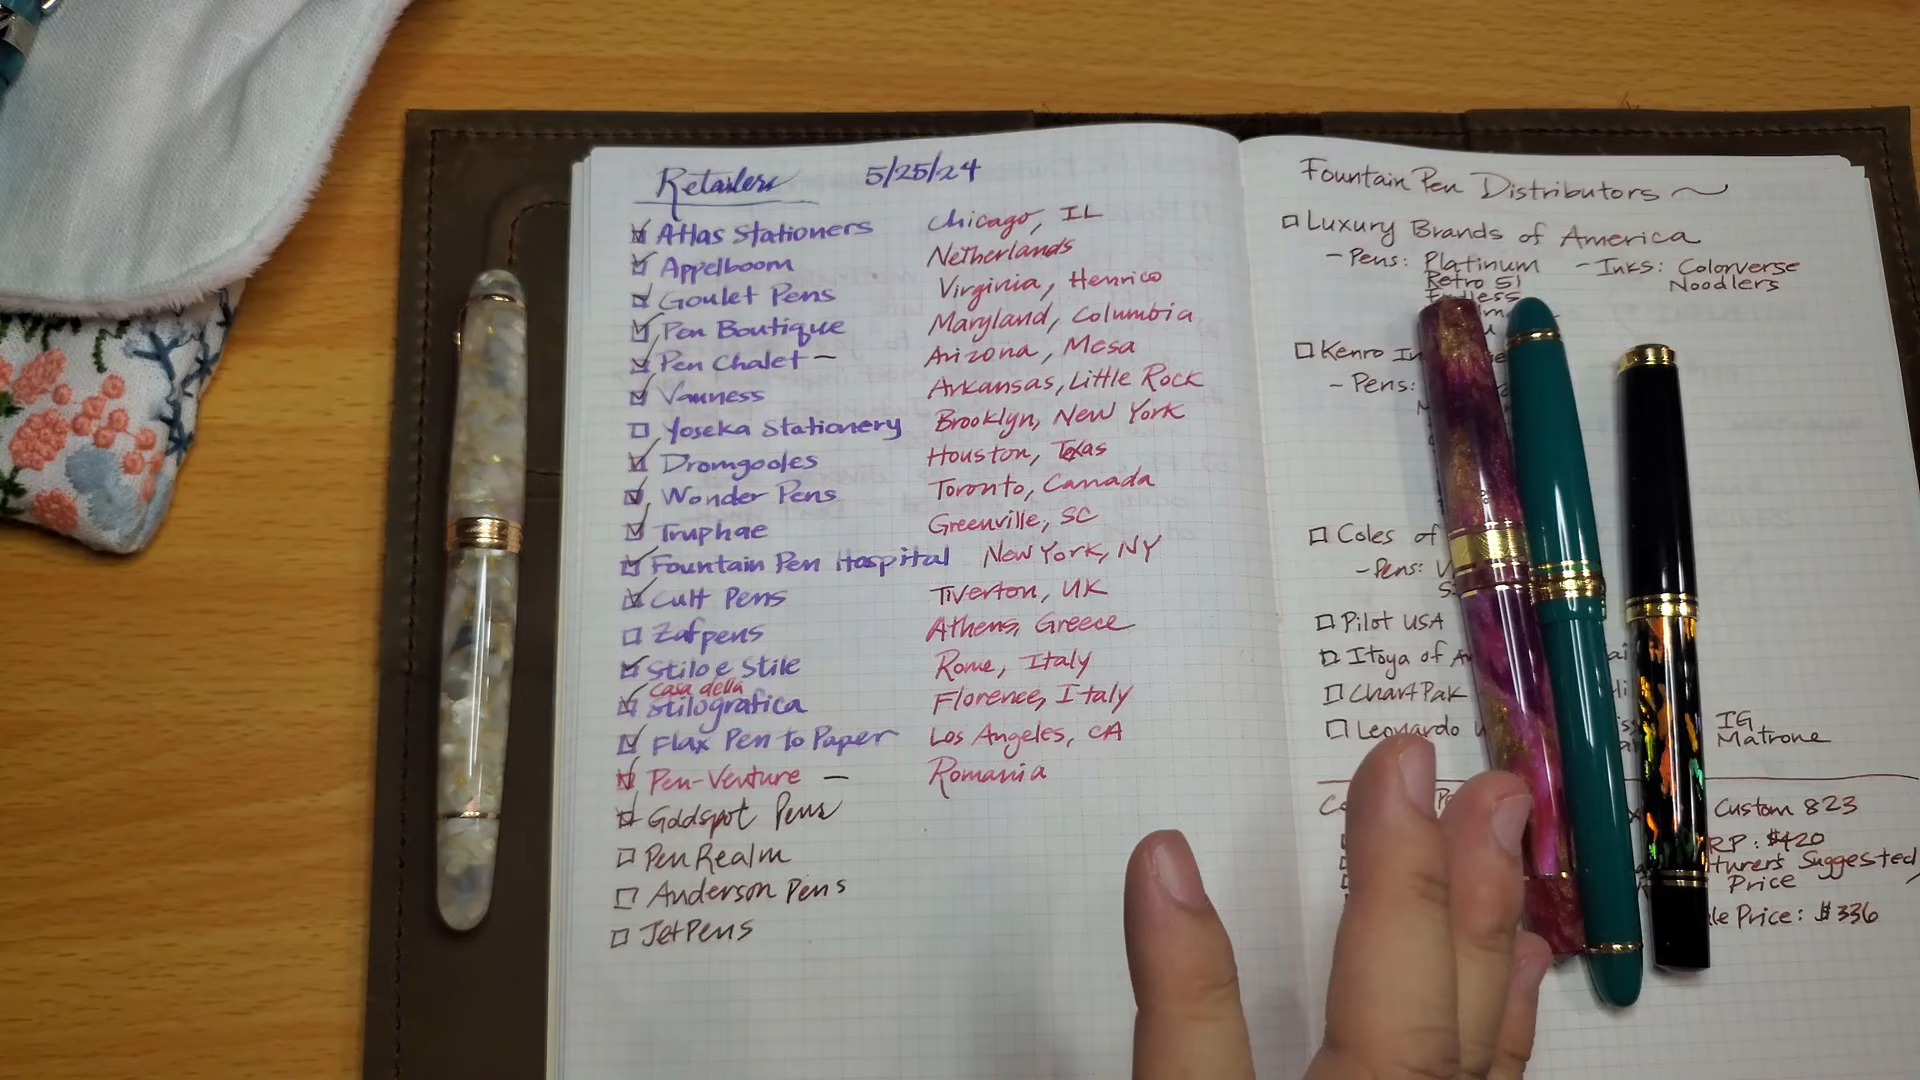 Retailers 5/25/24
Atlas Stationers Chicago, IL
Appelboom Netherlands
Goulet Pens Virginia, Henrico
Pen Boutique Maryland, Columbia
Pen Chalet – Arizona, Mesa
Vanness Arkansas, Little Rock
Yoseka Stationery Brooklyn, New York
Dromgooles Houston, Texas
Wonder Pens Toronto, Canada
Truphae Greenville, SC
Fountain Pen Hospital New York, NY
Cult Pens Tiverton, UK
Zafpens Athens, Greece
Stilo e Stile Rome, Italy
Casa della
Stilografica Florence, Italy
Flax Pen to Paper Los Angeles, CA
Pen-Venture — Romania
Goldspot Pens
Pen Realm
Anderson Pens
JetPens
Fountain Pen Distributors
Luxury Brands of America
- Pens: Platinum - Inks: Colorverse
Retro 51 Noodlers
Endless
Kenro
- Pens:
Coles of
- Pens:
Pilot USA
Itoya of
ChartPak
Leonardo IG
Matrone
Custom 823
$420
Suggested
Price
Price: $336